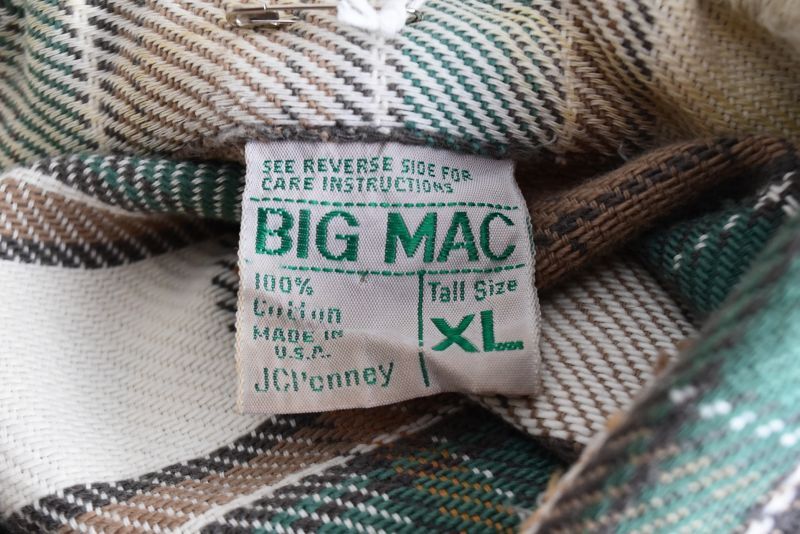 SEE REVERSE SIDE FOR
CARE INSTRUCTIONS
BIG MAC
100%
Cotton
MADE IN
U.S.A.
JCPenney
Tall Size
XL